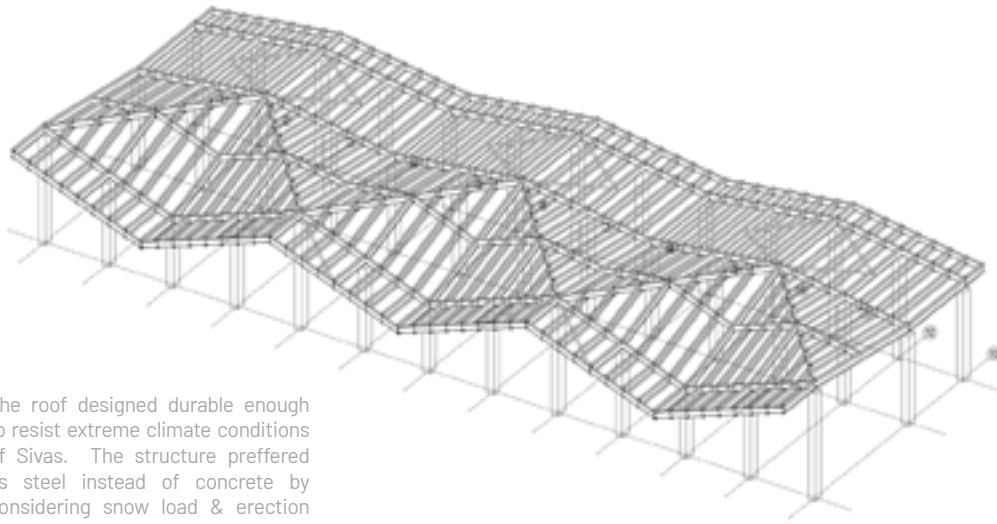 he roof designed durable enough
o resist extreme climate conditions
f Sivas. The structure preffered
s steel instead of concrete by
onsidering snow load & erection